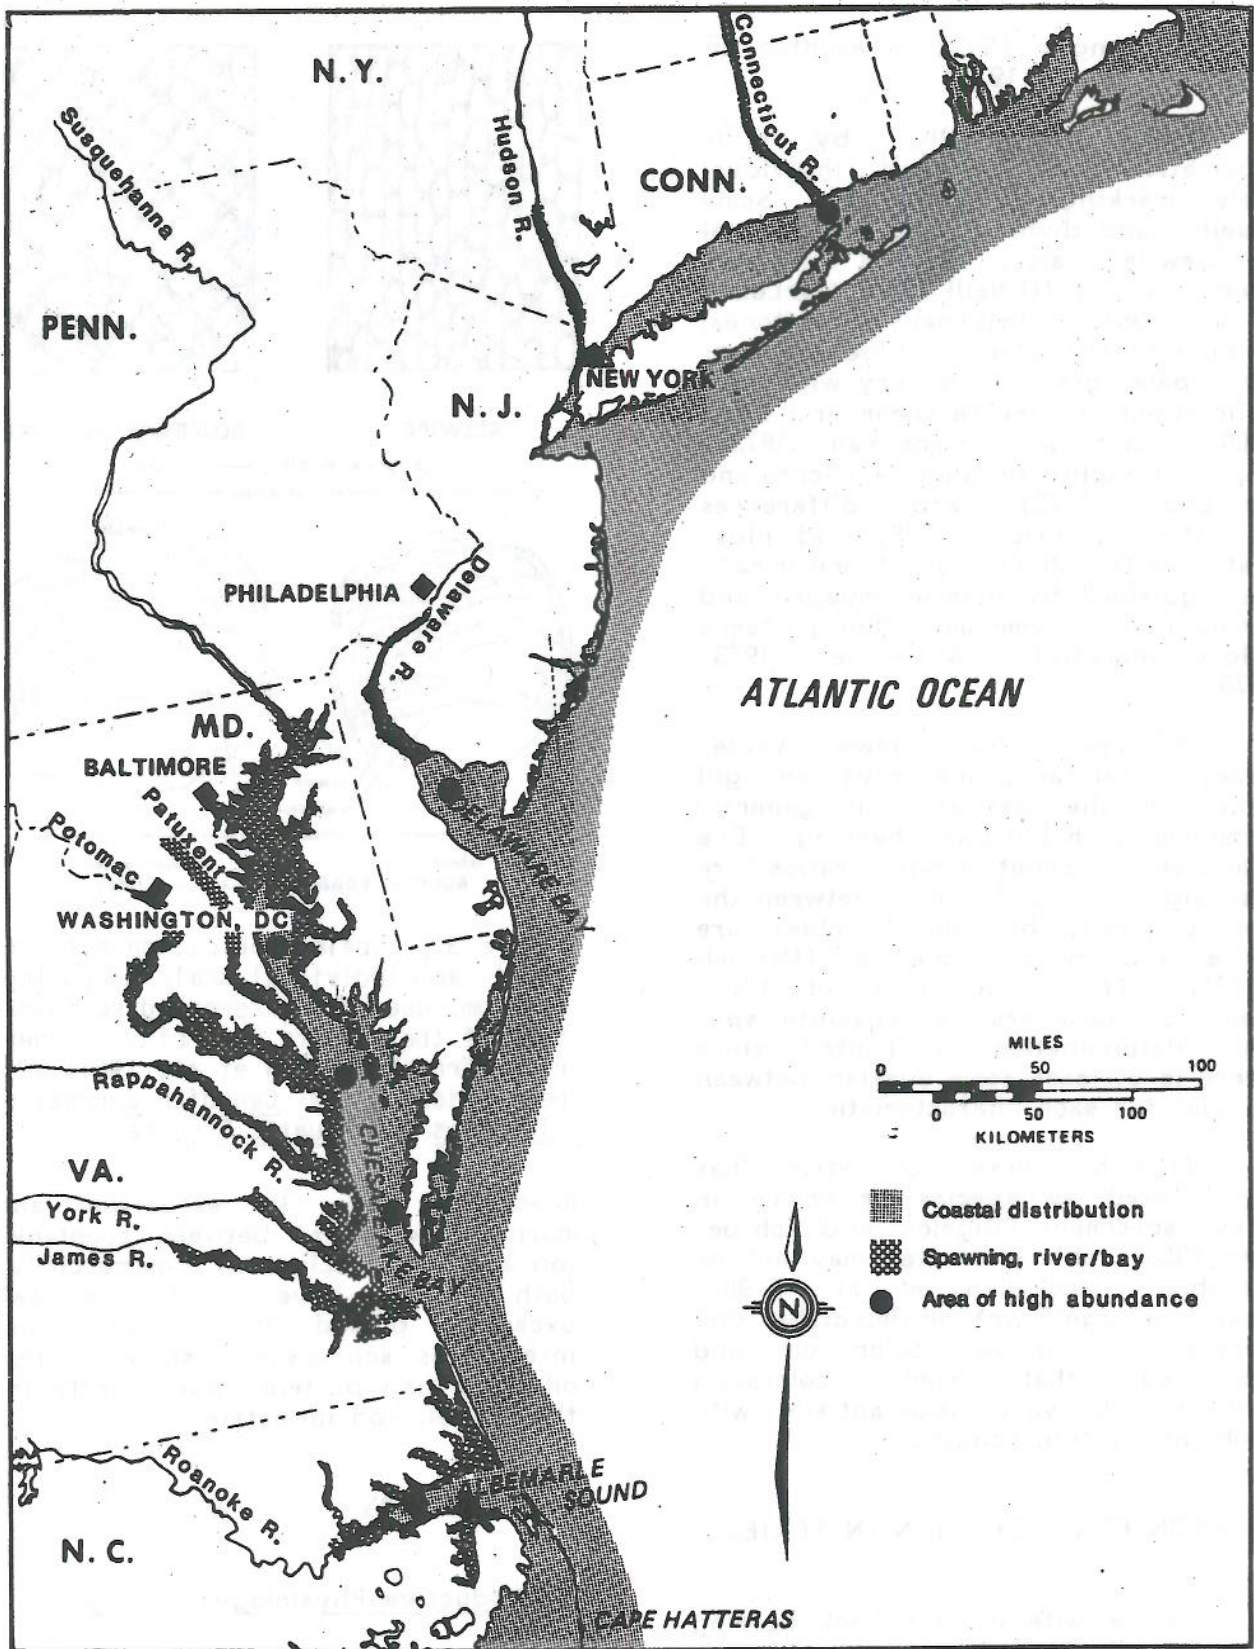 N. Y.
Susquehanna R.
Hudson R.
Connecticut R.
CONN.
PENN.
NEW YORK
N. J.
PHILADELPHIA
Delaware R.
ATLANTIC OCEAN
MD.
BALTIMORE
Patuxent
Potomac
DELAWARE BAY
WASHINGTON, DC
MILES
0 50 100
0 50 100
KILOMETERS
Rappahannock R.
CHESAPEAKE BAY
VA.
York R.
James R.
Coastal distribution
Spawning, river/bay
Area of high abundance
N
Roanoke R.
ALBEMARLE
SOUND
N. C.
CAPE HATTERAS